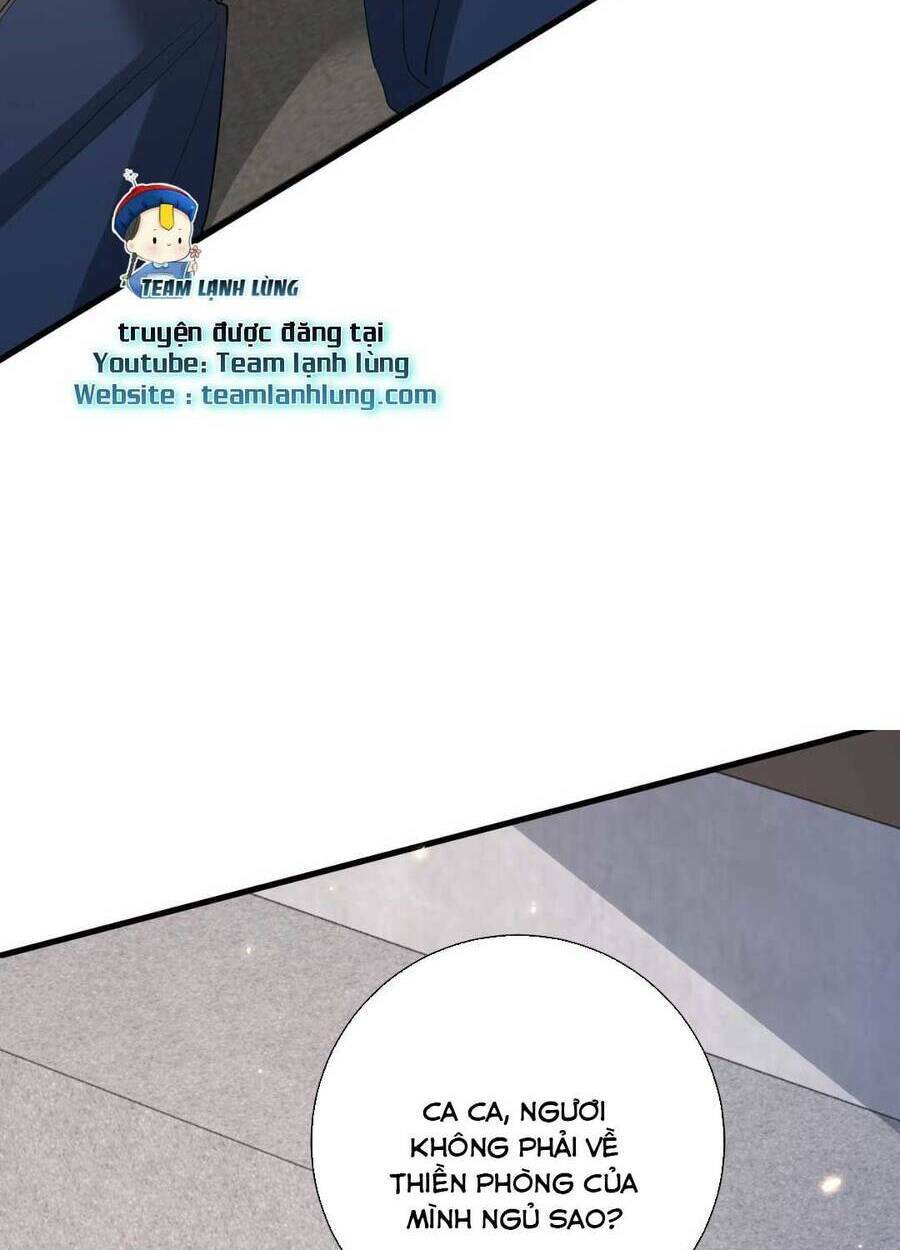 TEAM LẠNH LÙNG
truyện được đăng tại
Youtube: Team lạnh lùng
Website : teamlanhlung.com
CA CA, NGƯƠI
KHÔNG PHẢI VỀ
THIỀN PHÒNG CỦA
MÌNH NGỦ SAO?